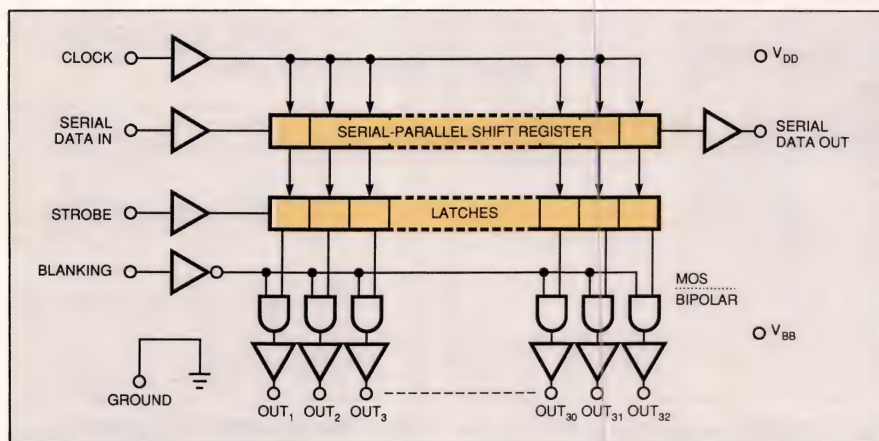 CLOCK
V_DD
SERIAL
DATA IN
SERIAL-PARALLEL SHIFT REGISTER
SERIAL
DATA OUT
STROBE
LATCHES
BLANKING
MOS
BIPOLAR
V_BB
GROUND
OUT_1 OUT_2 OUT_3 OUT_30 OUT_31 OUT_32